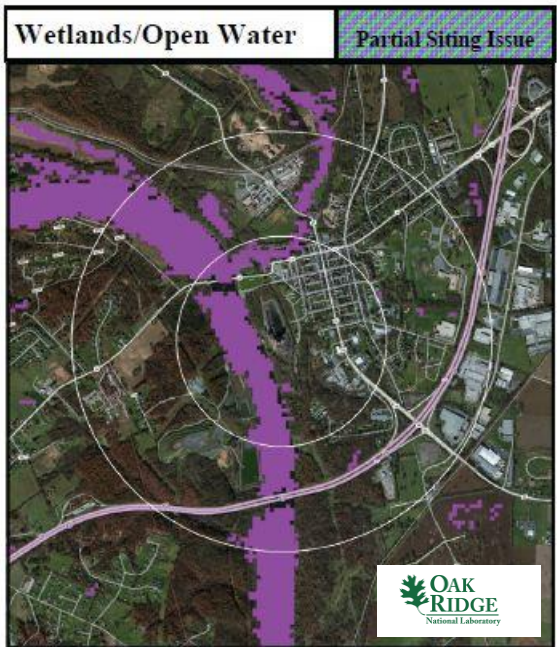 Wetlands/Open Water
Partial Siting Issue
OAK
RIDGE
National Laboratory